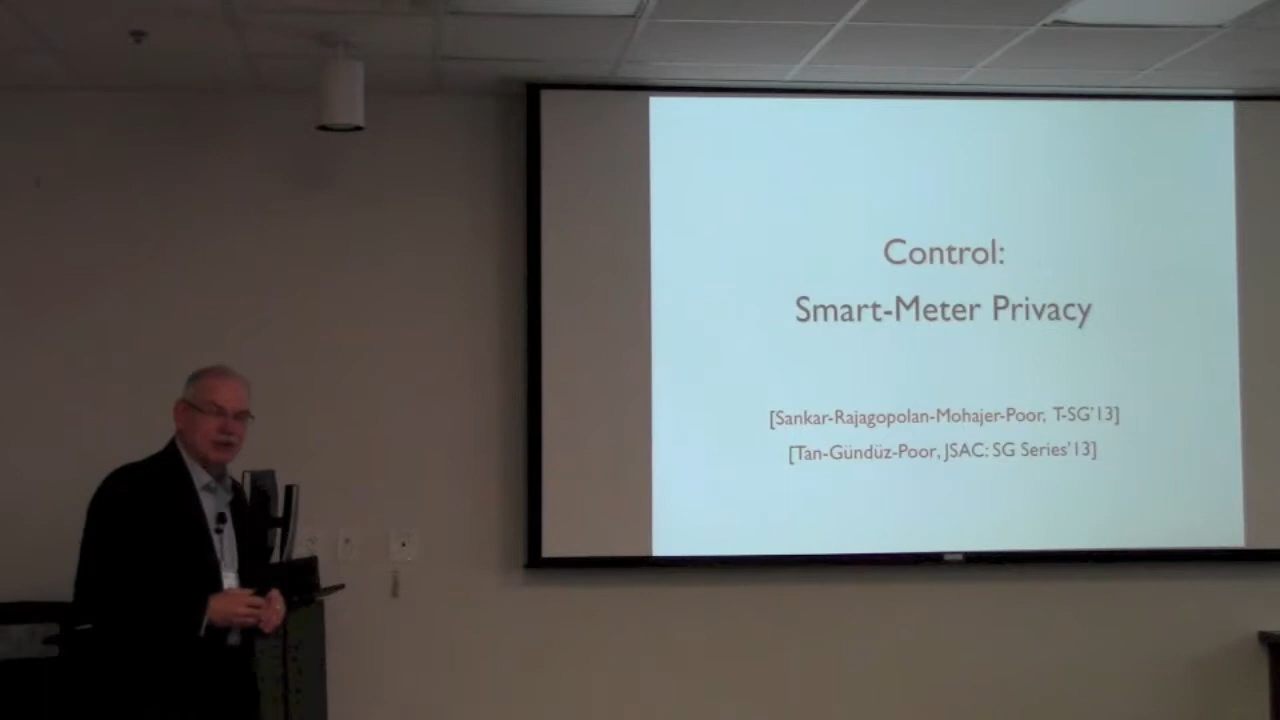 Control:
Smart-Meter Privacy
[Sankar-Rajagopolan-Mohajer-Poor, T-SG'13]
[Tan-Gündüz-Poor, JSAC: SG Series'13]